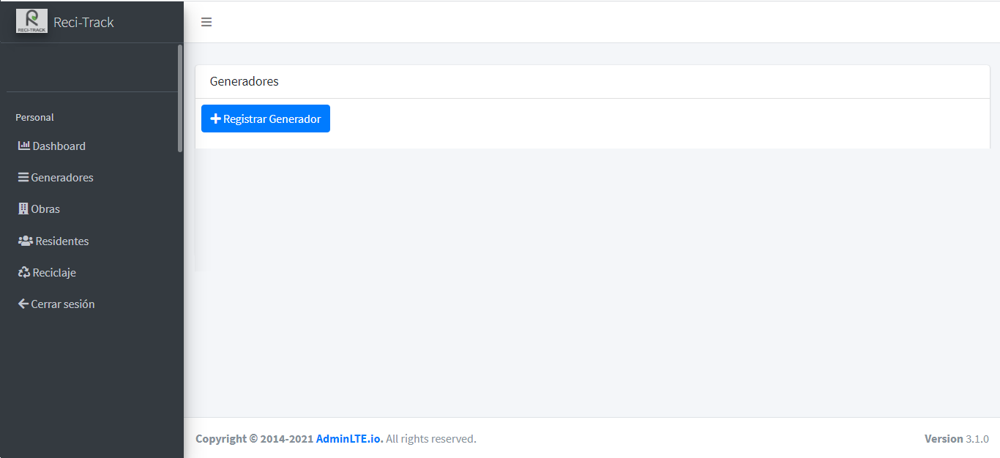 RECI-TRACK
Reci-Track
Personal
Dashboard
Generadores
Obras
Residentes
Reciclaje
Cerrar sesión
Generadores
Registrar Generador
Copyright © 2014-2021 AdminLTE.io. All rights reserved.
Version 3.1.0